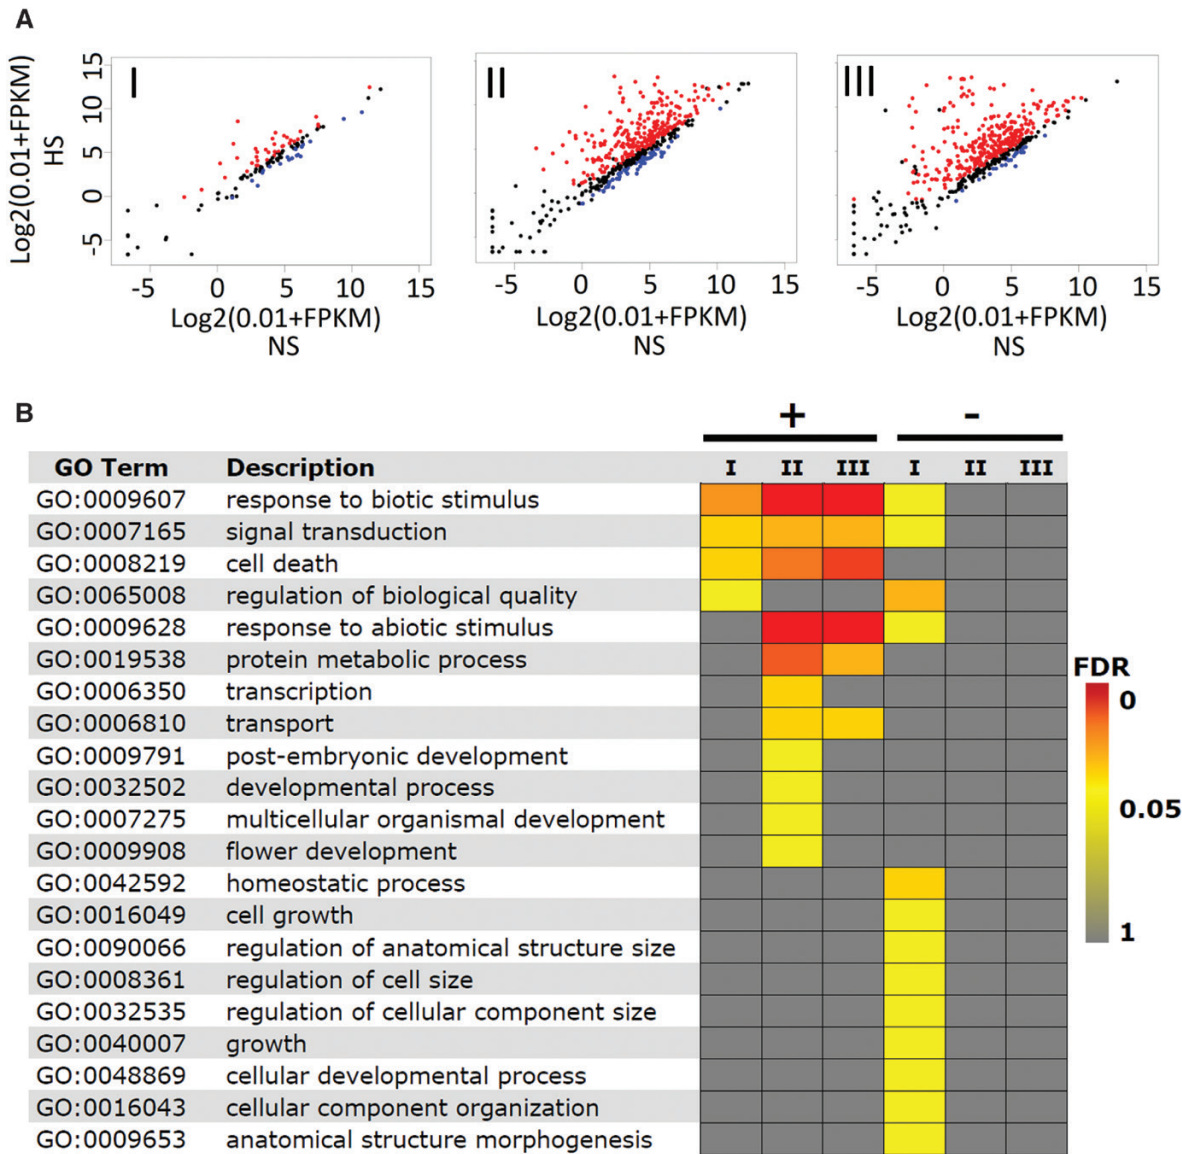 A
I
II
III
Log2(0.01+FPKM)
HS
15
10
5
0
-5
-5 0 5 10 15
-5 0 5 10 15
-5 0 5 10 15
Log2(0.01+FPKM)
NS
Log2(0.01+FPKM)
NS
Log2(0.01+FPKM)
NS
B
+ -
GO Term Description I II III I II III
GO:0009607 response to biotic stimulus
GO:0007165 signal transduction
GO:0008219 cell death
GO:0065008 regulation of biological quality
GO:0009628 response to abiotic stimulus
GO:0019538 protein metabolic process
GO:0006350 transcription
GO:0006810 transport
GO:0009791 post-embryonic development
GO:0032502 developmental process
GO:0007275 multicellular organismal development
GO:0009908 flower development
GO:0042592 homeostatic process
GO:0016049 cell growth
GO:0090066 regulation of anatomical structure size
GO:0008361 regulation of cell size
GO:0032535 regulation of cellular component size
GO:0040007 growth
GO:0048869 cellular developmental process
GO:0016043 cellular component organization
GO:0009653 anatomical structure morphogenesis
FDR
0
0.05
1